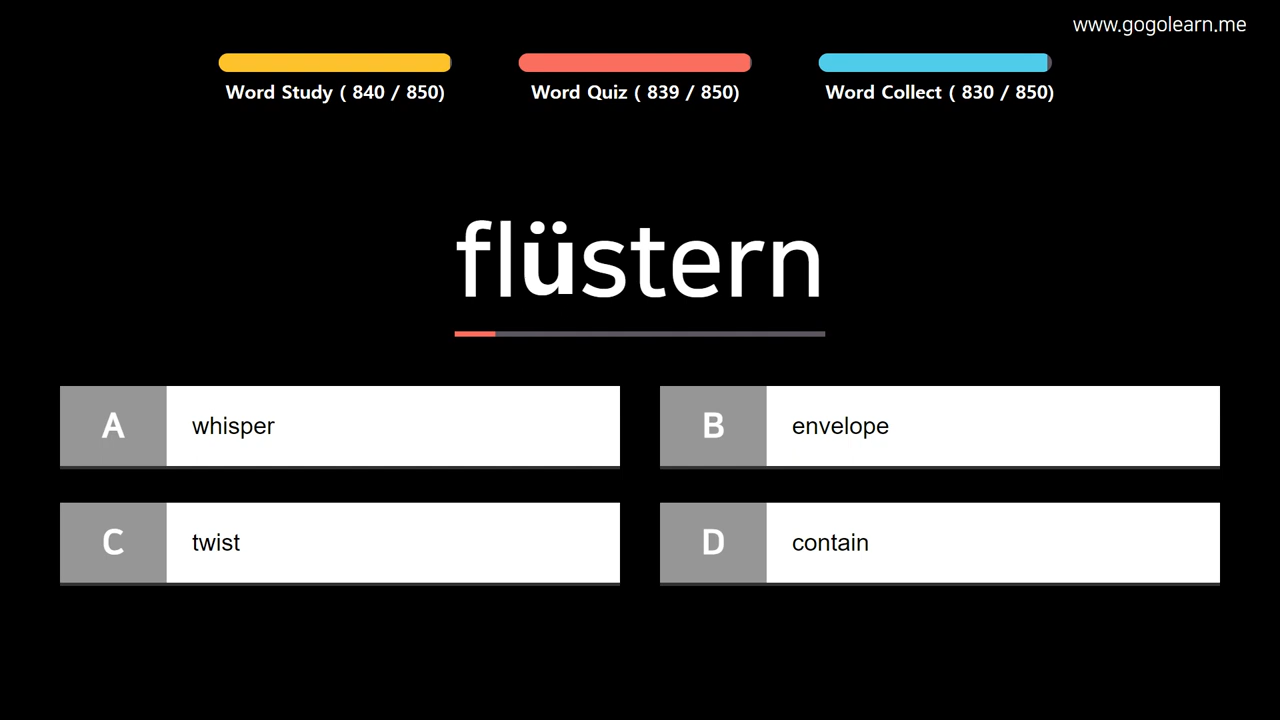 www.gogolearn.me
Word Study ( 840 / 850)
Word Quiz ( 839 / 850)
Word Collect ( 830 / 850)
flüstern
A whisper
B envelope
C twist
D contain